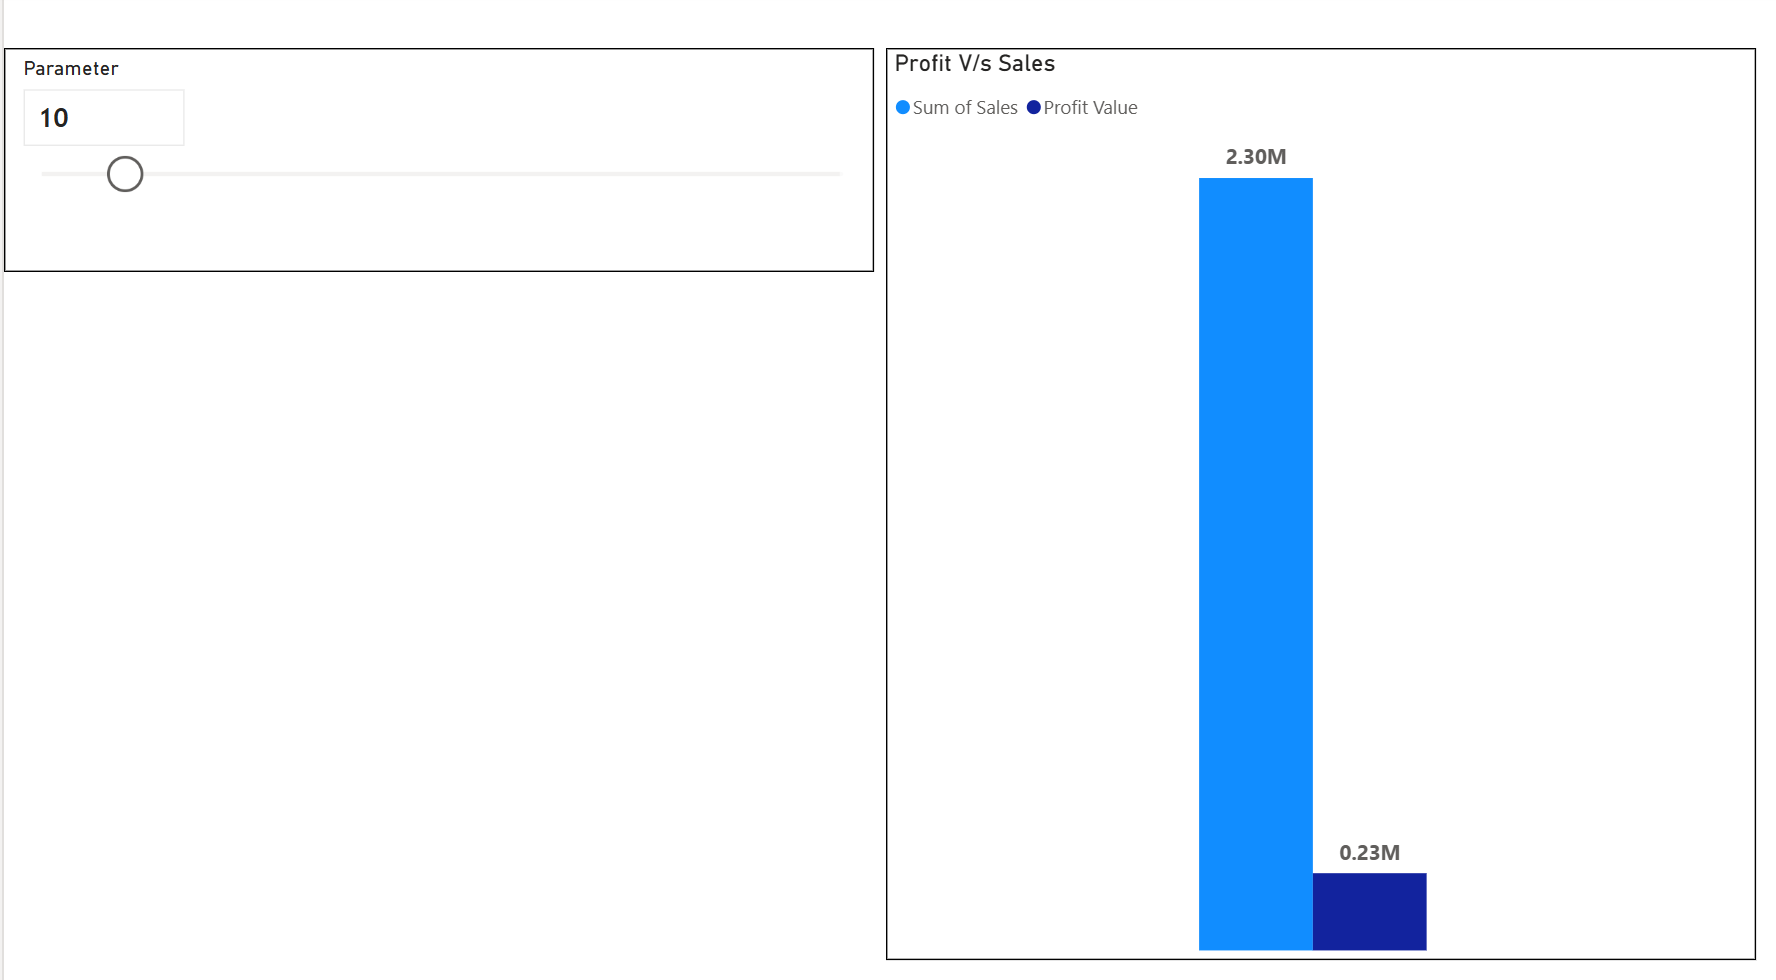 Parameter
10
Profit V/s Sales
Sum of Sales Profit Value
2.30M
0.23M